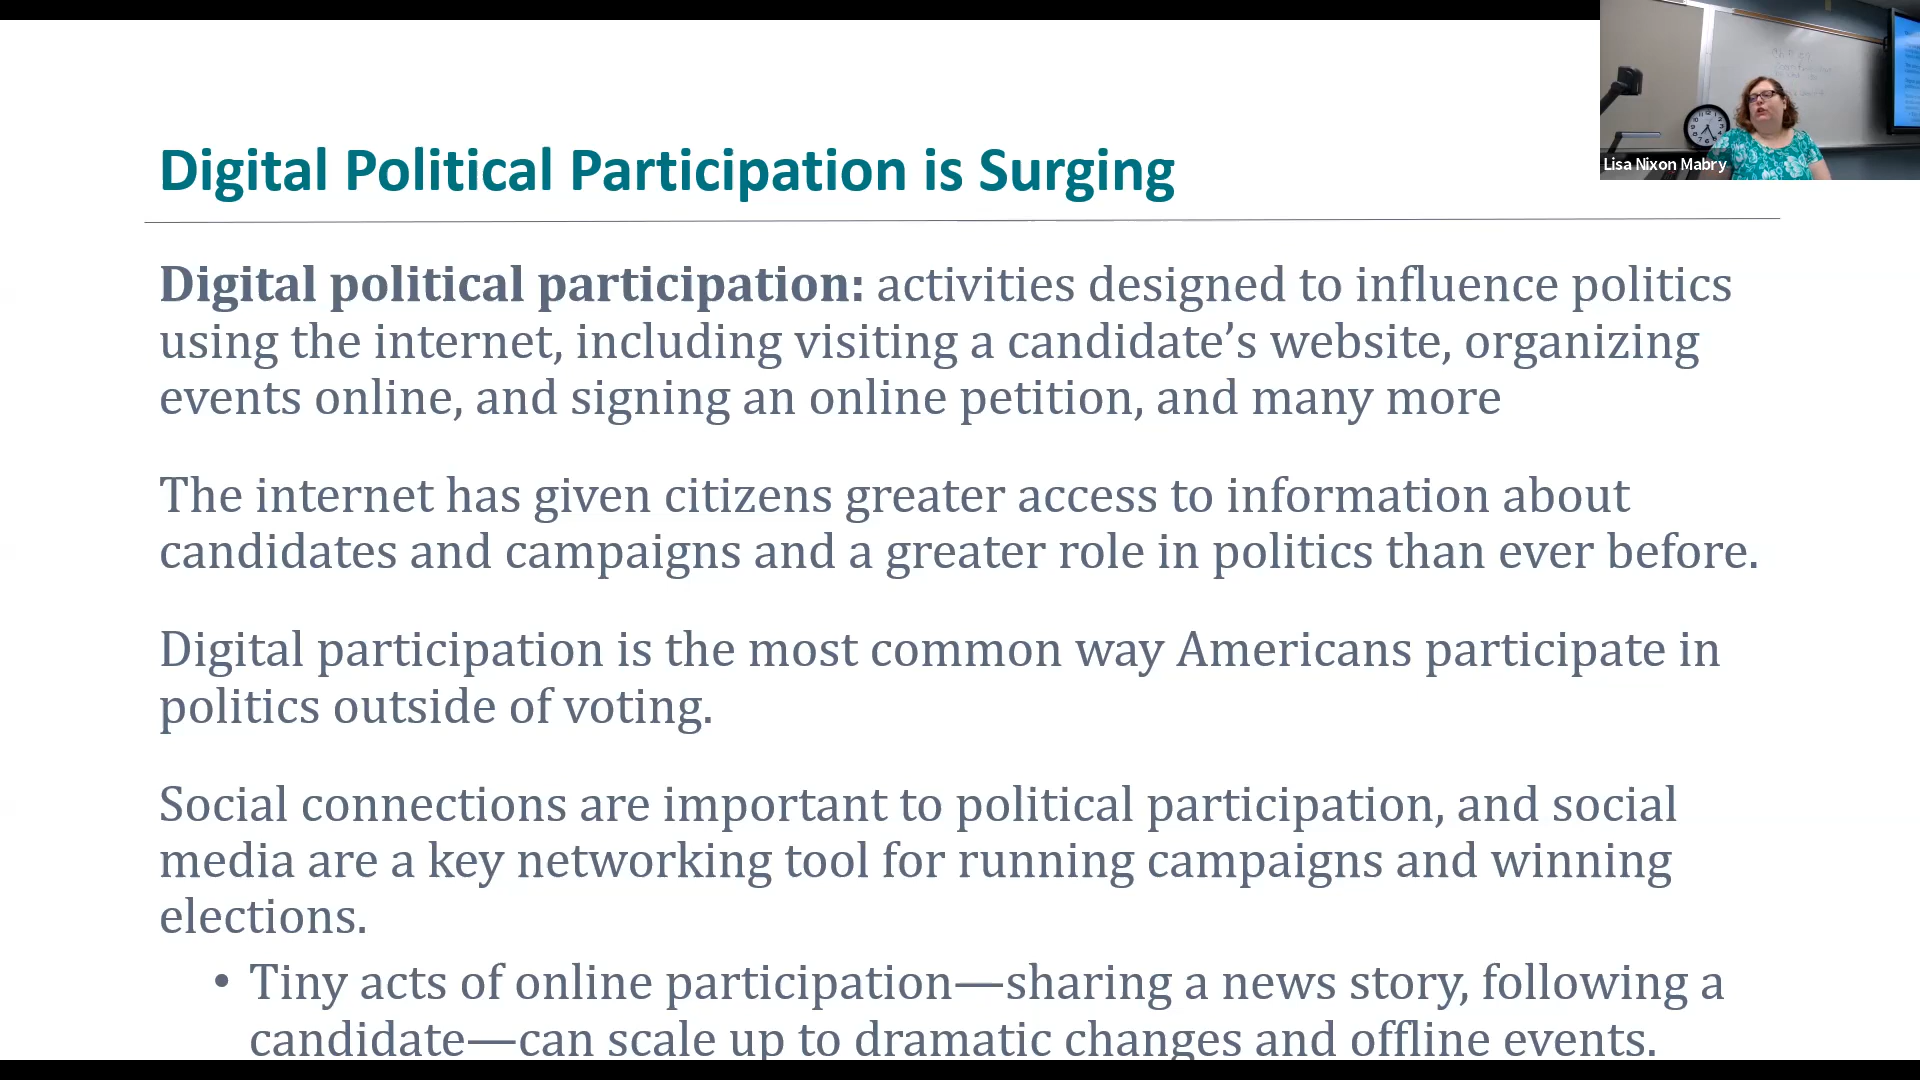 Digital Political Participation is Surging
Lisa Nixon Mabry
Digital political participation: activities designed to influence politics
using the internet, including visiting a candidate’s website, organizing
events online, and signing an online petition, and many more
The internet has given citizens greater access to information about
candidates and campaigns and a greater role in politics than ever before.
Digital participation is the most common way Americans participate in
politics outside of voting.
Social connections are important to political participation, and social
media are a key networking tool for running campaigns and winning
elections.
• Tiny acts of online participation—sharing a news story, following a
candidate—can scale up to dramatic changes and offline events.